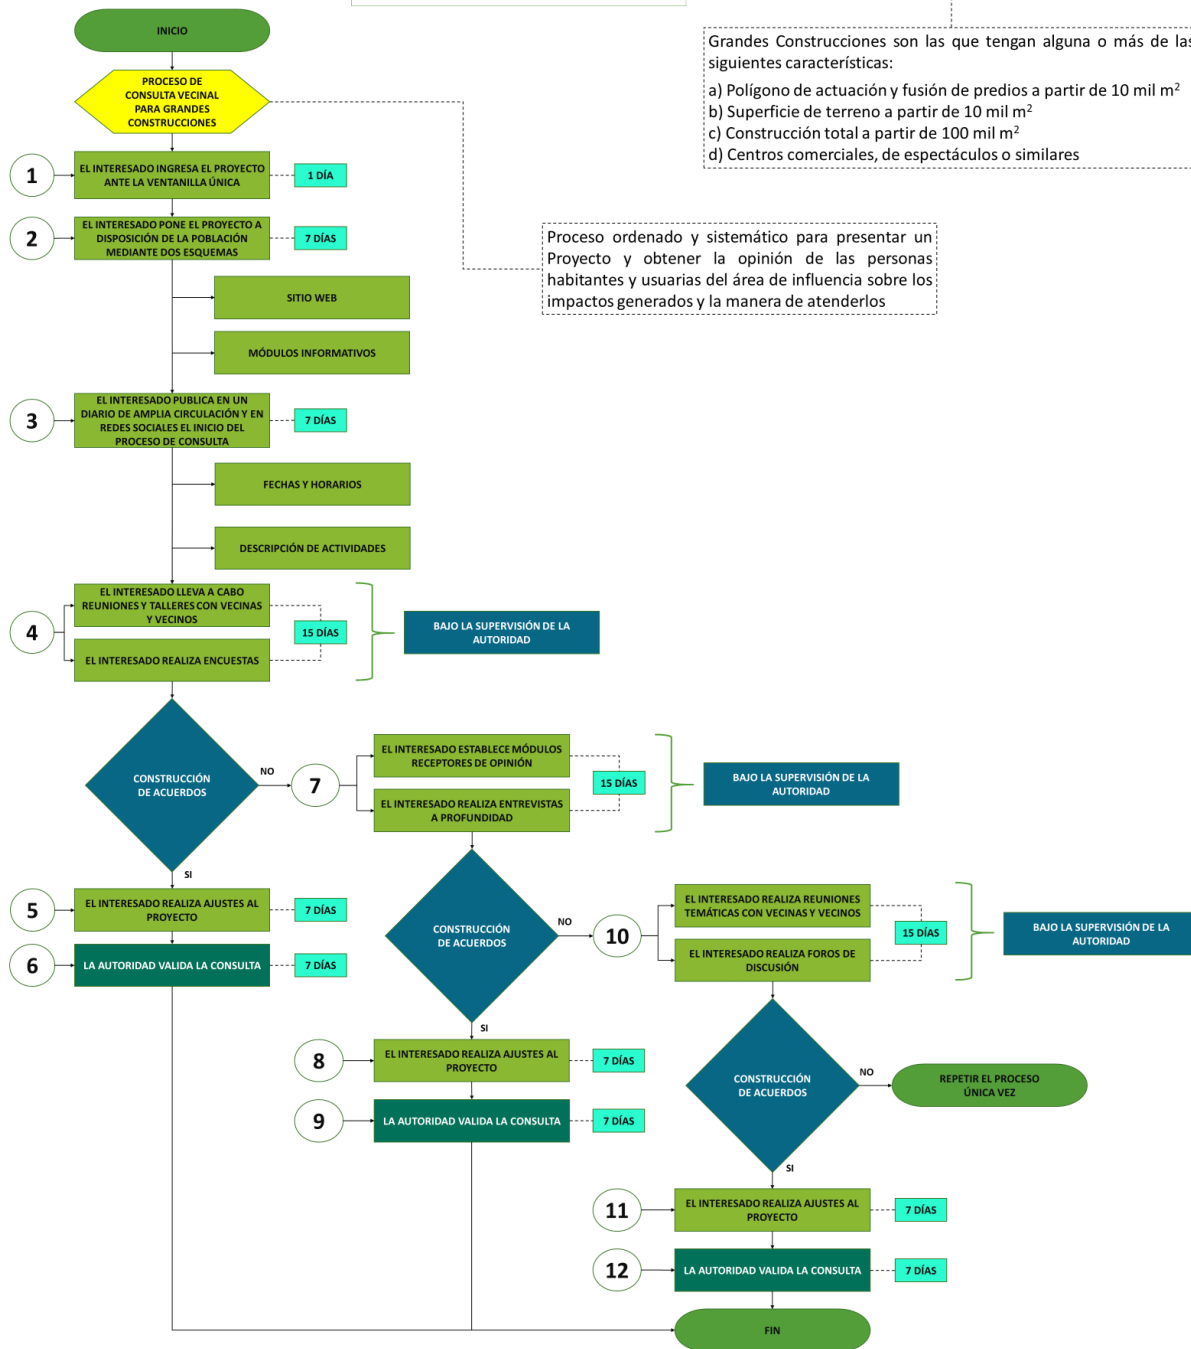 INICIO
PROCESO DE
CONSULTA VECINAL
PARA GRANDES
CONSTRUCCIONES
Grandes Construcciones son las que tengan alguna o más de las
siguientes características:
a) Polígono de actuación y fusión de predios a partir de 10 mil m²
b) Superficie de terreno a partir de 10 mil m²
c) Construcción total a partir de 100 mil m²
d) Centros comerciales, de espectáculos o similares
1
EL INTERESADO INGRESA EL PROYECTO
ANTE LA VENTANILLA ÚNICA
1 DÍA
2
EL INTERESADO PONE EL PROYECTO A
DISPOSICIÓN DE LA POBLACIÓN
MEDIANTE DOS ESQUEMAS
7 DÍAS
Proceso ordenado y sistemático para presentar un
Proyecto y obtener la opinión de las personas
habitantes y usuarias del área de influencia sobre los
impactos generados y la manera de atenderlos
SITIO WEB
MÓDULOS INFORMATIVOS
3
EL INTERESADO PUBLICA EN UN
DIARIO DE AMPLIA CIRCULACIÓN Y EN
REDES SOCIALES EL INICIO DEL
PROCESO DE CONSULTA
7 DÍAS
FECHAS Y HORARIOS
DESCRIPCIÓN DE ACTIVIDADES
4
EL INTERESADO LLEVA A CABO
REUNIONES Y TALLERES CON VECINAS
Y VECINOS
EL INTERESADO REALIZA ENCUESTAS
15 DÍAS
BAJO LA SUPERVISIÓN DE LA
AUTORIDAD
CONSTRUCCIÓN
DE ACUERDOS
NO
SI
7
EL INTERESADO ESTABLECE MÓDULOS
RECEPTORES DE OPINIÓN
EL INTERESADO REALIZA ENTREVISTAS
A PROFUNDIDAD
15 DÍAS
BAJO LA SUPERVISIÓN DE LA
AUTORIDAD
5
EL INTERESADO REALIZA AJUSTES AL
PROYECTO
7 DÍAS
6
LA AUTORIDAD VALIDA LA CONSULTA
7 DÍAS
CONSTRUCCIÓN
DE ACUERDOS
NO
SI
10
EL INTERESADO REALIZA REUNIONES
TEMÁTICAS CON VECINAS Y VECINOS
EL INTERESADO REALIZA FOROS DE
DISCUSIÓN
15 DÍAS
BAJO LA SUPERVISIÓN DE LA
AUTORIDAD
8
EL INTERESADO REALIZA AJUSTES AL
PROYECTO
7 DÍAS
9
LA AUTORIDAD VALIDA LA CONSULTA
7 DÍAS
CONSTRUCCIÓN
DE ACUERDOS
NO
REPETIR EL PROCESO
ÚNICA VEZ
SI
11
EL INTERESADO REALIZA AJUSTES AL
PROYECTO
7 DÍAS
12
LA AUTORIDAD VALIDA LA CONSULTA
7 DÍAS
FIN